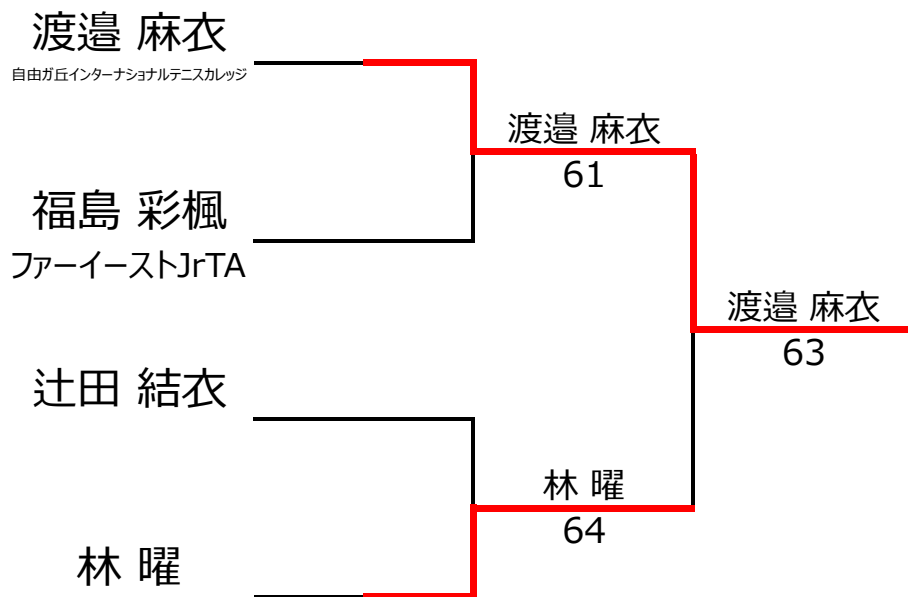 渡邉 麻衣
自由ガ丘インターナショナルテニスカレッジ
渡邉 麻衣
61
福島 彩楓
ファーイーストJrTA
渡邉 麻衣
63
辻田 結衣
林 曜
64
林 曜